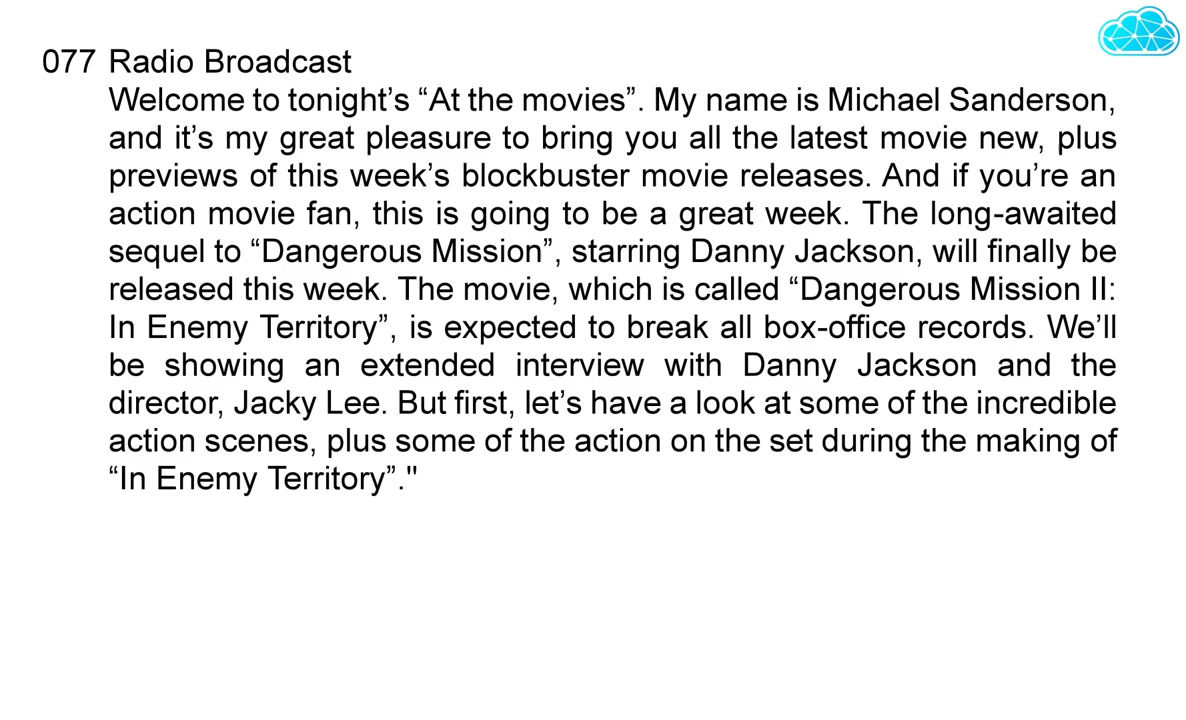 077 Radio Broadcast
Welcome to tonight’s “At the movies”. My name is Michael Sanderson,
and it’s my great pleasure to bring you all the latest movie new, plus
previews of this week’s blockbuster movie releases. And if you’re an
action movie fan, this is going to be a great week. The long-awaited
sequel to “Dangerous Mission”, starring Danny Jackson, will finally be
released this week. The movie, which is called “Dangerous Mission II:
In Enemy Territory”, is expected to break all box-office records. We’ll
be showing an extended interview with Danny Jackson and the
director, Jacky Lee. But first, let’s have a look at some of the incredible
action scenes, plus some of the action on the set during the making of
“In Enemy Territory”."